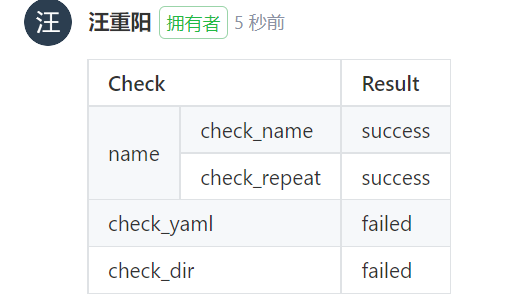 汪 汪重阳 拥有者 5 秒前
Check Result
name check_name success
check_repeat success
check_yaml failed
check_dir failed